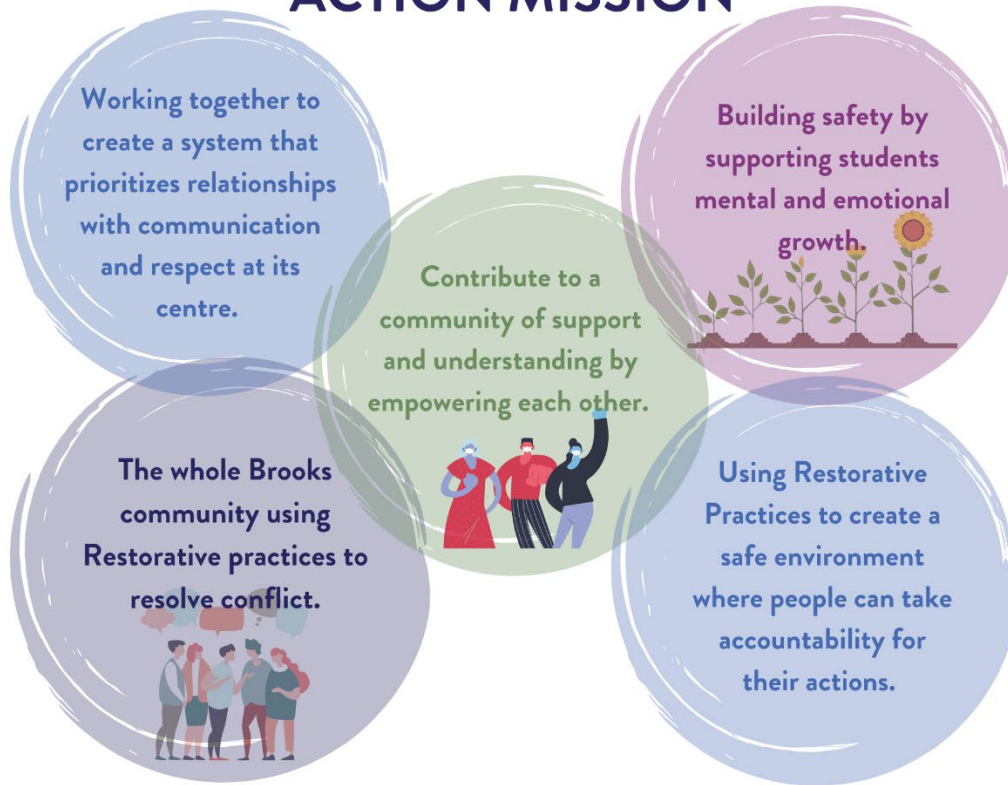 ACTION MISSION
Working together to
create a system that
prioritizes relationships
with communication
and respect at its
centre.
Building safety by
supporting students
mental and emotional
growth.
Contribute to a
community of support
and understanding by
empowering each other.
The whole Brooks
community using
Restorative practices to
resolve conflict.
Using Restorative
Practices to create a
safe environment
where people can take
accountability for
their actions.